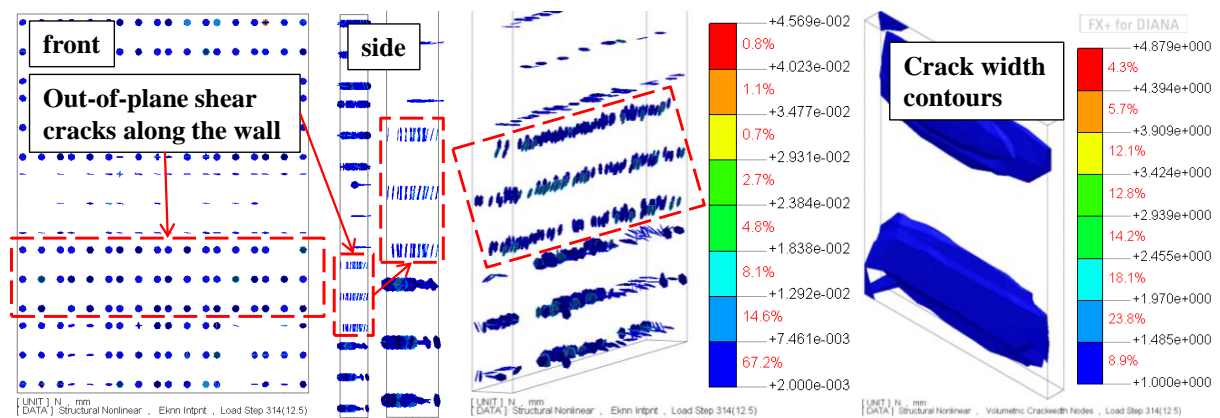 front
Out-of-plane shear
cracks along the wall
side
[UNIT] N , mm
[DATA] Structural Nonlinear , Eknn Intpnt , Load Step 314(12.5)
[UNIT] N , mm
[DATA] Structural Nonlinear , Eknn Intpnt , Load Step 314(12.5)
+4.569e-002
0.8%
+4.023e-002
1.1%
+3.477e-002
0.7%
+2.931e-002
2.7%
+2.384e-002
4.8%
+1.838e-002
8.1%
+1.292e-002
14.6%
+7.461e-003
67.2%
+2.000e-003
Crack width
contours
[UNIT] N , mm
[DATA] Structural Nonlinear , Volumetric Crackwidth Nodes , Load Step 314(12.5)
FX+ for DIANA
+4.879e+000
4.3%
+4.394e+000
5.7%
+3.909e+000
12.1%
+3.424e+000
12.8%
+2.939e+000
14.2%
+2.455e+000
18.1%
+1.970e+000
23.8%
+1.485e+000
8.9%
+1.000e+000